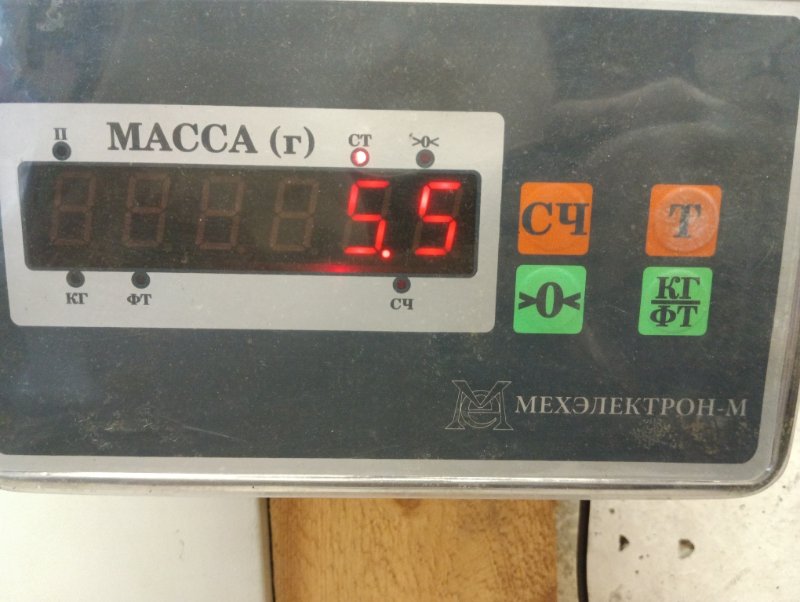 П
МАССА (г)
СТ
>0<
5.5
КГ
ФТ
СЧ
СЧ
Т
>0<
КГ
ФТ
МЕХЭЛЕКТРОН-М